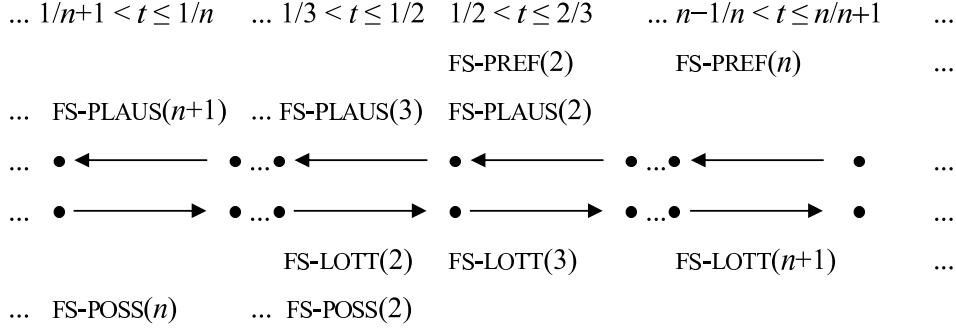 ... 1/n+1 < t ≤ 1/n ... 1/3 < t ≤ 1/2 1/2 < t ≤ 2/3 ... n−1/n < t ≤ n/n+1 ...
FS-PREF(2) FS-PREF(n) ...
... FS-PLAUS(n+1) ... FS-PLAUS(3) FS-PLAUS(2)
... ... ... ...
... ... ... ...
FS-LOTT(2) FS-LOTT(3) FS-LOTT(n+1) ...
... FS-POSS(n) ... FS-POSS(2)